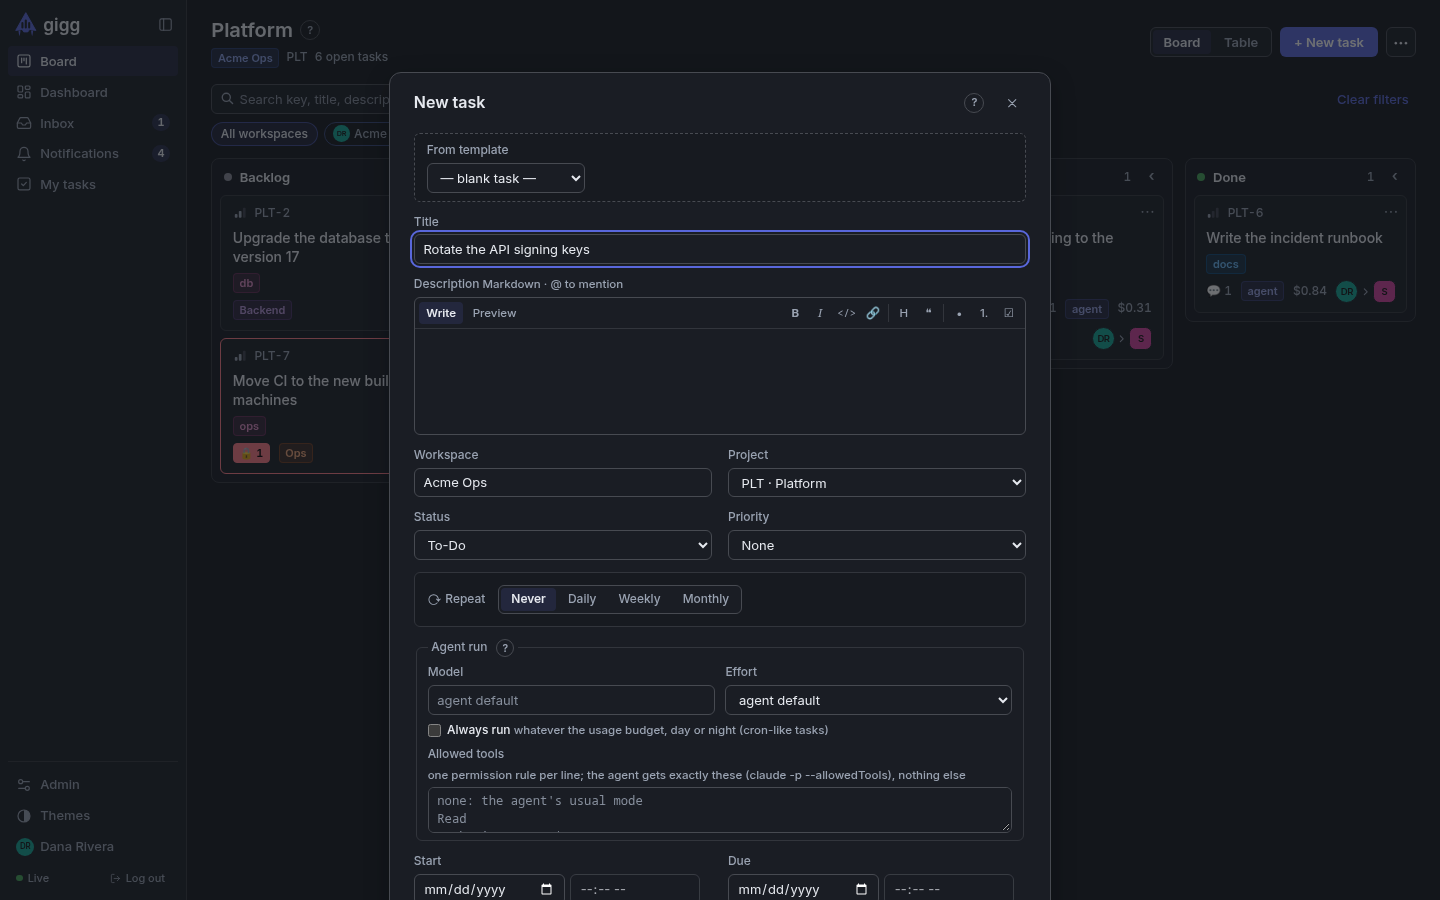 gigg
Board
Dashboard
Inbox 1
Notifications 4
My tasks
Admin
Themes
DR Dana Rivera
Live Log out
Platform ?
Acme Ops PLT 6 open tasks
Board Table + New task ...
Search key, title, descrip
Clear filters
All workspaces DR Acme
Backlog
PLT-2
Upgrade the database t
version 17
db
Backend
PLT-7
Move CI to the new buil
machines
ops
1 Ops
New task ?
From template
— blank task —
Title
Rotate the API signing keys
Description Markdown · @ to mention
Write Preview B I </> H ❝ • 1. ☑
Workspace Project
Acme Ops PLT · Platform
Status Priority
To-Do None
Repeat Never Daily Weekly Monthly
Agent run ?
Model Effort
agent default agent default
Always run whatever the usage budget, day or night (cron-like tasks)
Allowed tools
one permission rule per line; the agent gets exactly these (claude -p --allowedTools), nothing else
none: the agent's usual mode
Read
Start Due
mm/dd/yyyy --:-- -- mm/dd/yyyy --:-- --
1
ing to the
1 agent $0.31
DR S
Done 1
PLT-6
Write the incident runbook
docs
1 agent $0.84 DR S